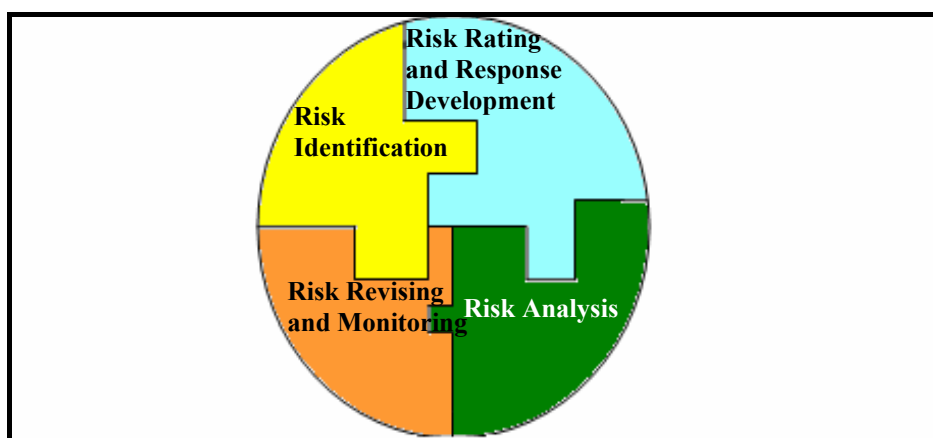 Risk Rating
and Response
Development
Risk
Identification
Risk Revising
and Monitoring
Risk Analysis